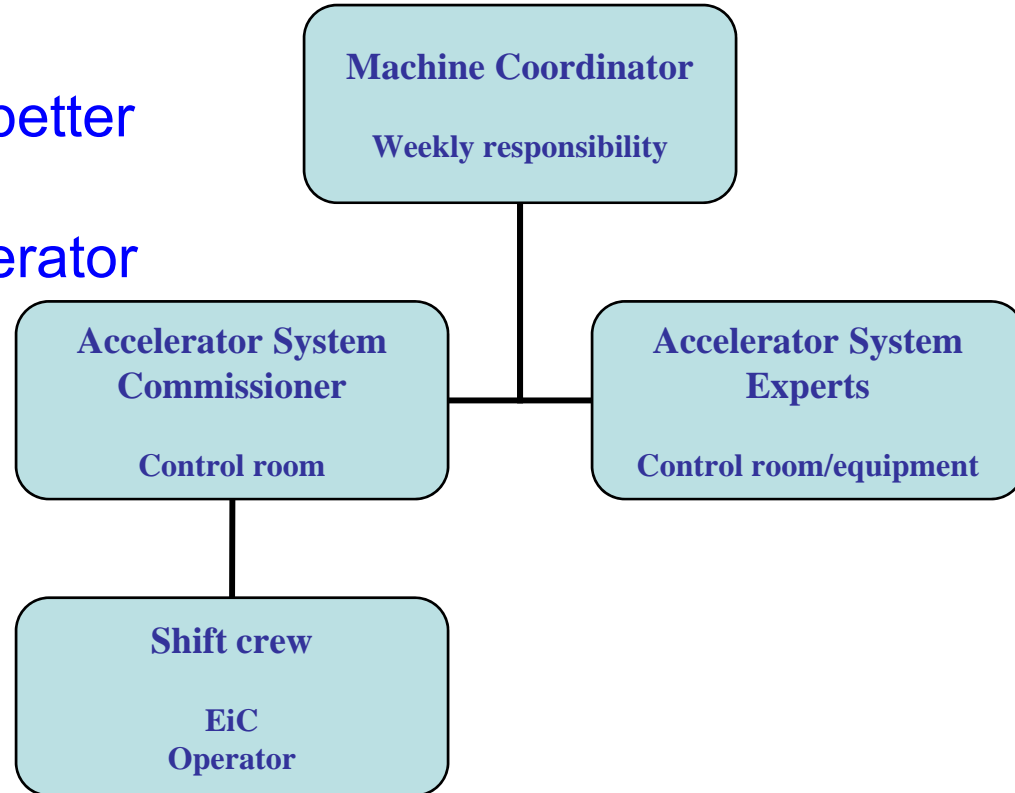 Machine Coordinator
Weekly responsibility
better
Accelerator System
Commissioner
Control room
Accelerator System
Experts
Control room/equipment
Shift crew
EiC
Operator